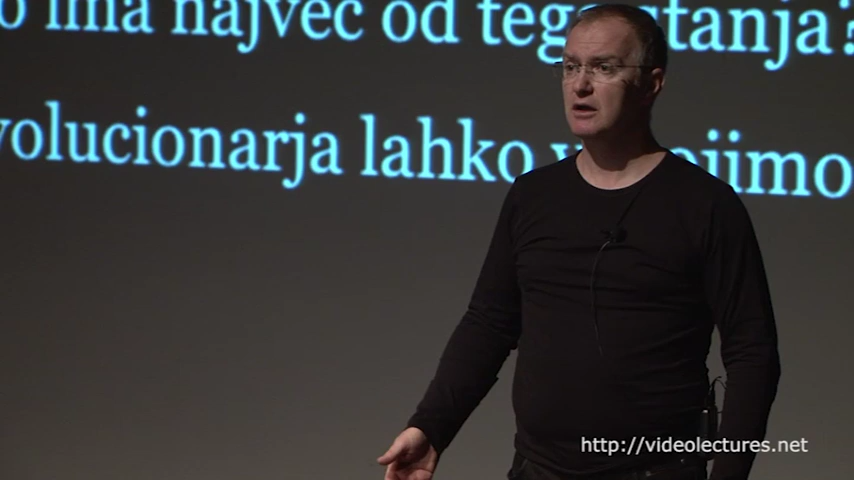 ima največ od tega stanja?
volucionarja lahko
http://videolectures.net